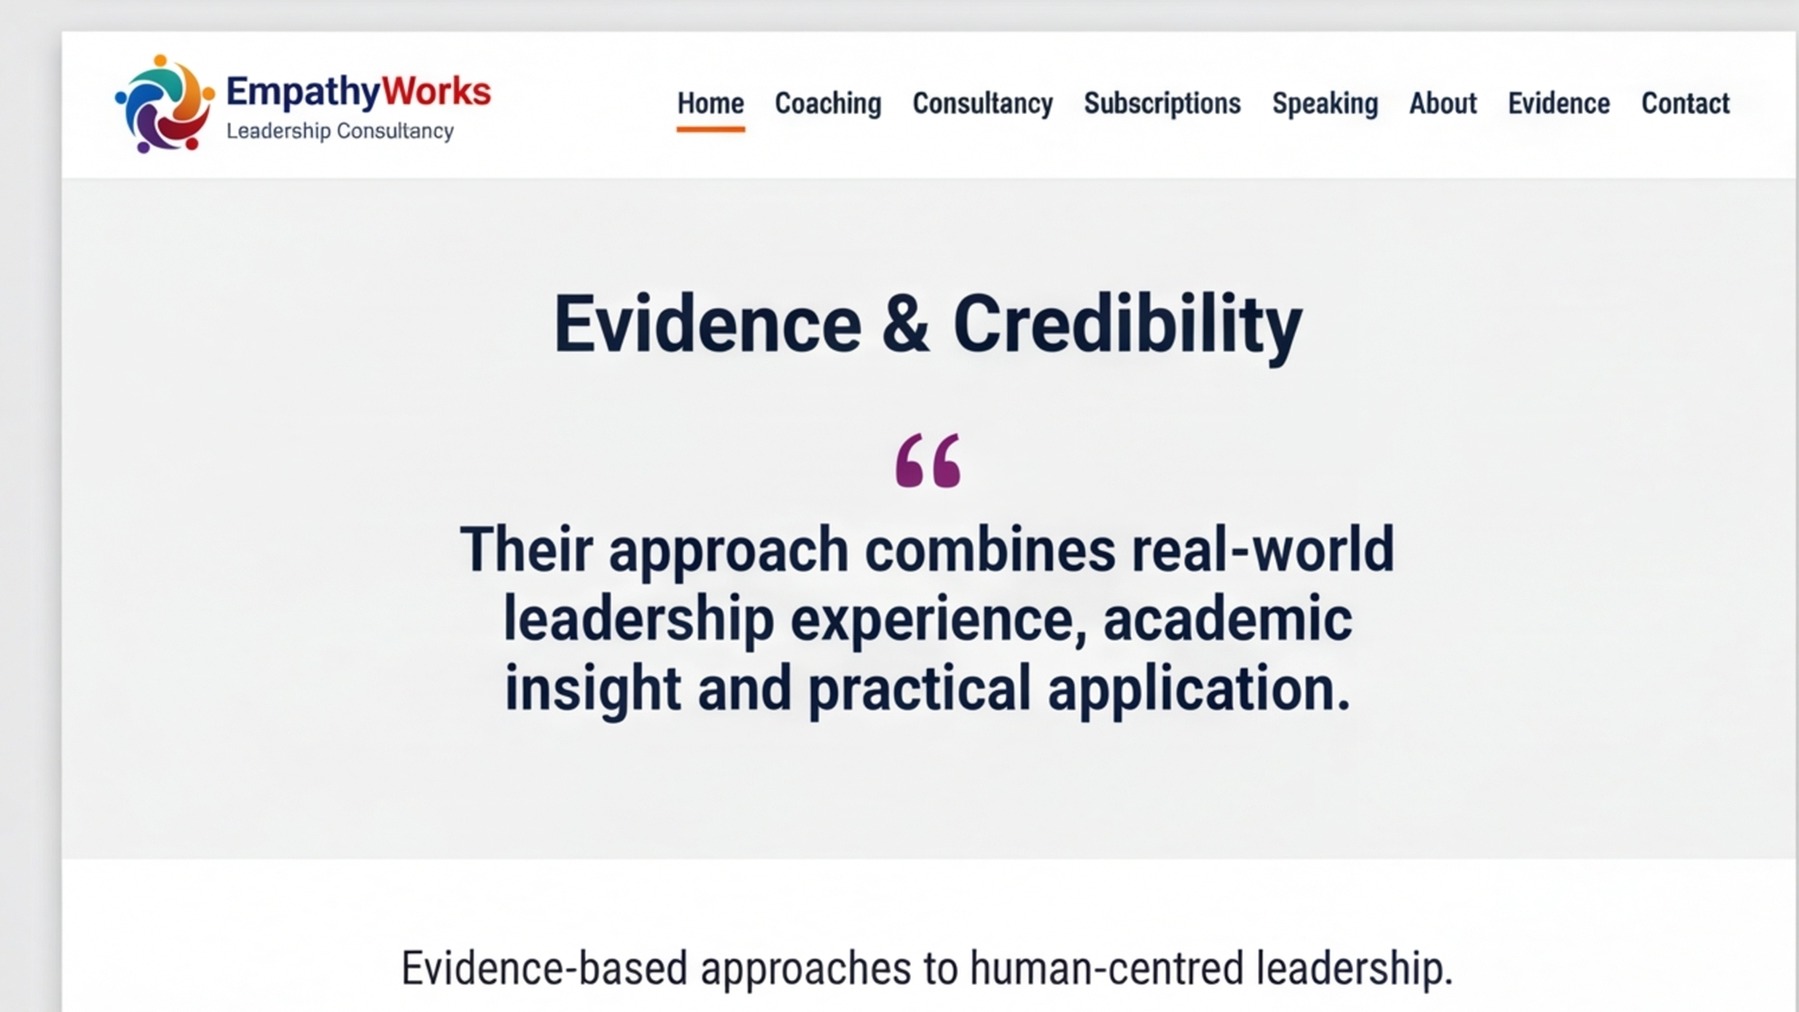 EmpathyWorks
Leadership Consultancy
Home Coaching Consultancy Subscriptions Speaking About Evidence Contact
Evidence & Credibility
“
Their approach combines real-world
leadership experience, academic
insight and practical application.
Evidence-based approaches to human-centred leadership.